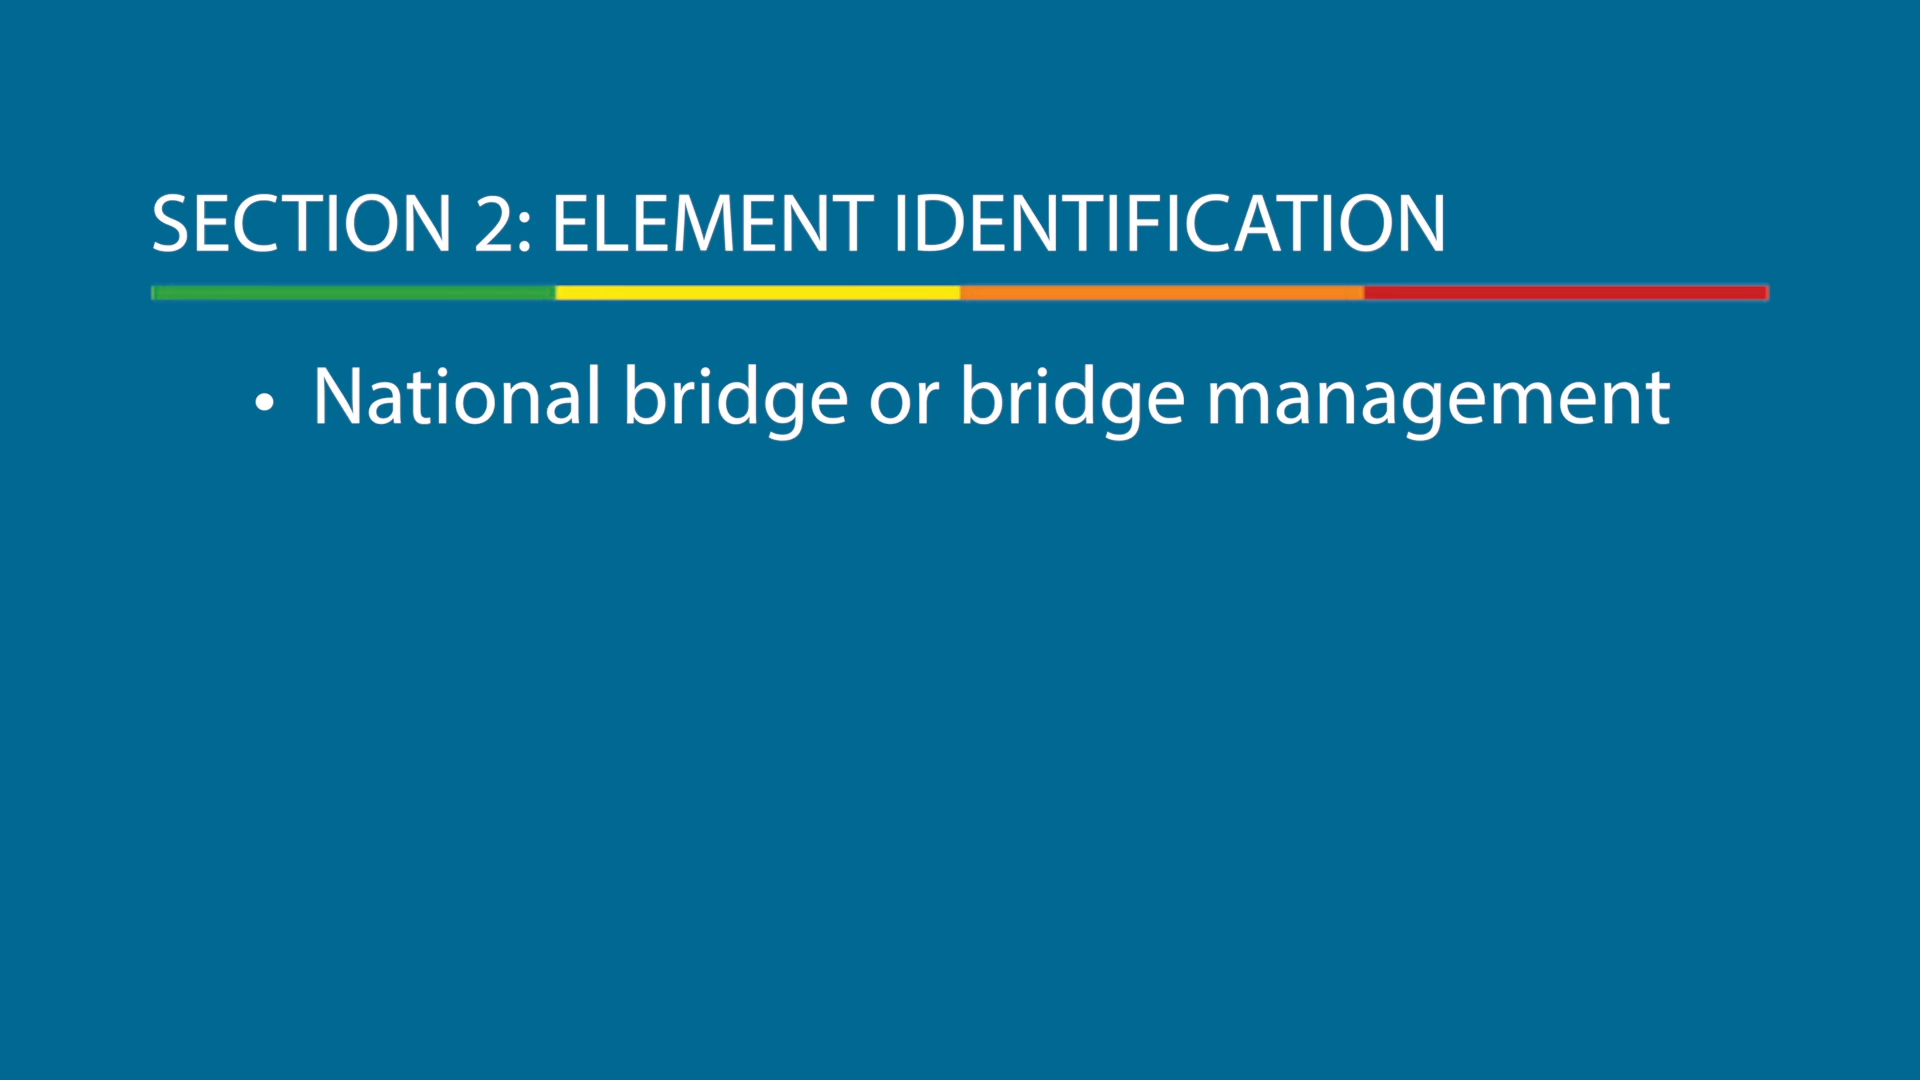 SECTION 2: ELEMENT IDENTIFICATION
• National bridge or bridge management